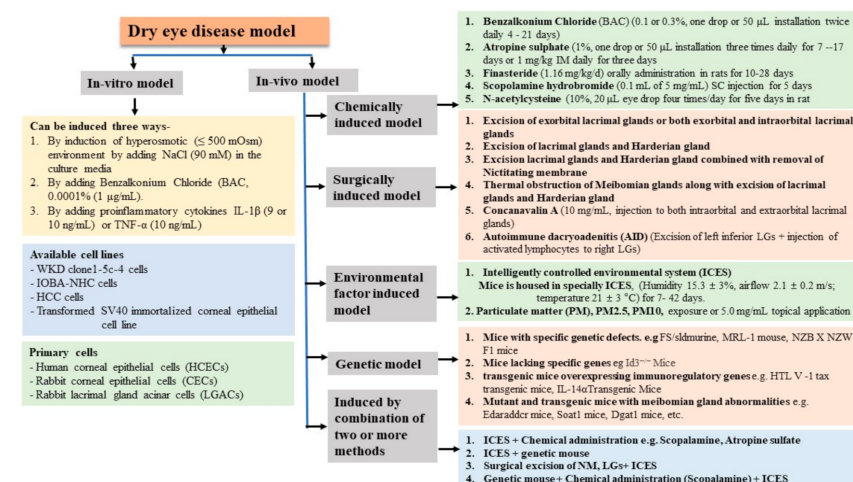 Dry eye disease model
In-vitro model
In-vivo model
Can be induced three ways-
1. By induction of hyperosmotic (≤ 500 mOsm)
environment by adding NaCl (90 mM) in the
culture media
2. By adding Benzalkonium Chloride (BAC,
0.0001% (1 µg/mL).
3. By adding proinflammatory cytokines IL-1β (9 or
10 ng/mL) or TNF-α (10 ng/mL)
Available cell lines
- WKD clone1-5c-4 cells
- IOBA-NHC cells
- HCC cells
- Transformed SV40 immortalized corneal epithelial
cell line
Primary cells
- Human corneal epithelial cells (HCECs)
- Rabbit corneal epithelial cells (CECs)
- Rabbit lacrimal gland acinar cells (LGACs)
Chemically
induced model
1. Benzalkonium Chloride (BAC) (0.1 or 0.3%, one drop or 50 µL installation twice
daily 4 - 21 days)
2. Atropine sulphate (1%, one drop or 50 µL installation three times daily for 7 --17
days or 1 mg/kg IM daily for three days
3. Finasteride (1.16 mg/kg/d) orally administration in rats for 10-28 days
4. Scopolamine hydrobromide (0.1 mL of 5 mg/mL) SC injection for 5 days
5. N-acetylcysteine (10%, 20 µL eye drop four times/day for five days in rat
Surgically
induced model
1. Excision of exorbital lacrimal glands or both exorbital and intraorbital lacrimal
glands
2. Excision of lacrimal glands and Harderian gland
3. Excision lacrimal glands and Harderian gland combined with removal of
Nictitating membrane
4. Thermal obstruction of Meibomian glands along with excision of lacrimal
glands and Harderian gland
5. Concanavalin A (10 mg/mL, injection to both intraorbital and extraorbital lacrimal
glands)
6. Autoimmune dacryoadenitis (AID) (Excision of left inferior LGs + injection of
activated lymphocytes to right LGs)
Environmental
factor induced
model
1. Intelligently controlled environmental system (ICES)
Mice is housed in specially ICES, (Humidity 15.3 ± 3%, airflow 2.1 ± 0.2 m/s;
temperature 21 ± 3 °C) for 7- 42 days.
2. Particulate matter (PM), PM2.5, PM10, exposure or 5.0 mg/mL topical application
Genetic model
1. Mice with specific genetic defects. e.g FS/sldmurine, MRL-1 mouse, NZB X NZW
F1 mice
2. Mice lacking specific genes eg Id3−/− Mice
3. transgenic mice overexpressing immunoregulatory genes e.g. HTL V -1 tax
transgenic mice, IL-14αTransgenic Mice
4. Mutant and transgenic mice with meibomian gland abnormalities e.g.
Edaraddcr mice, Soat1 mice, Dgat1 mice, etc.
Induced by
combination of
two or more
methods
1. ICES + Chemical administration e.g. Scopalamine, Atropine sulfate
2. ICES + genetic mouse
3. Surgical excision of NM, LGs+ ICES
4. Genetic mouse+ Chemical administration (Scopalamine) + ICES